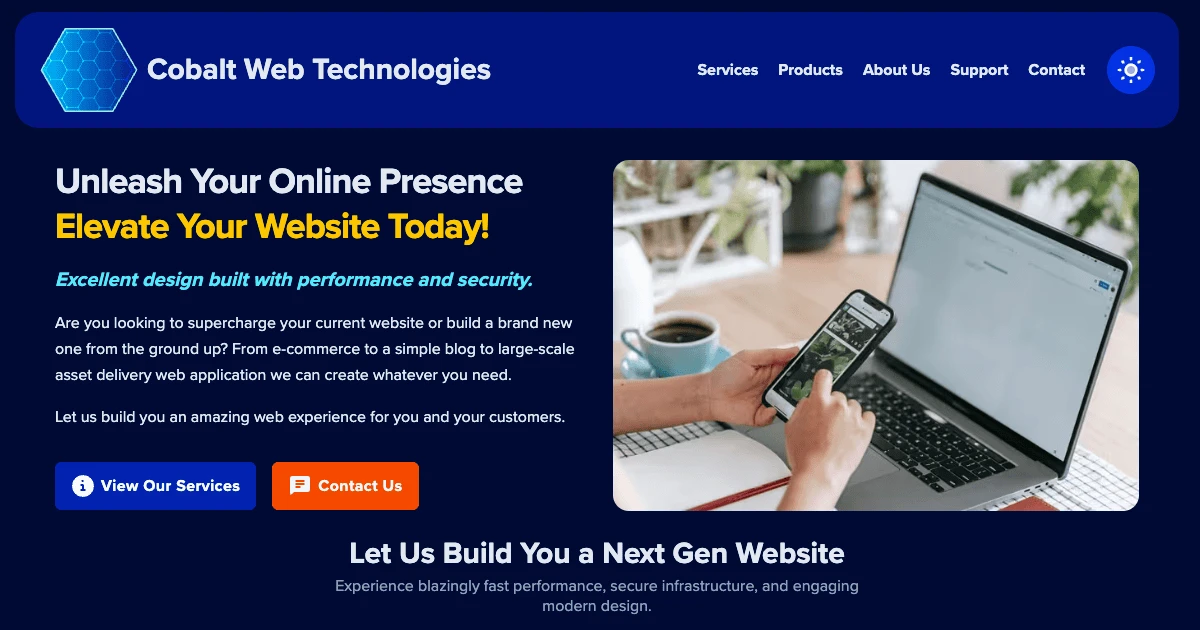 Cobalt Web Technologies
Services Products About Us Support Contact
Unleash Your Online Presence
Elevate Your Website Today!
Excellent design built with performance and security.
Are you looking to supercharge your current website or build a brand new
one from the ground up? From e-commerce to a simple blog to large-scale
asset delivery web application we can create whatever you need.
Let us build you an amazing web experience for you and your customers.
View Our Services
Contact Us
Let Us Build You a Next Gen Website
Experience blazingly fast performance, secure infrastructure, and engaging
modern design.